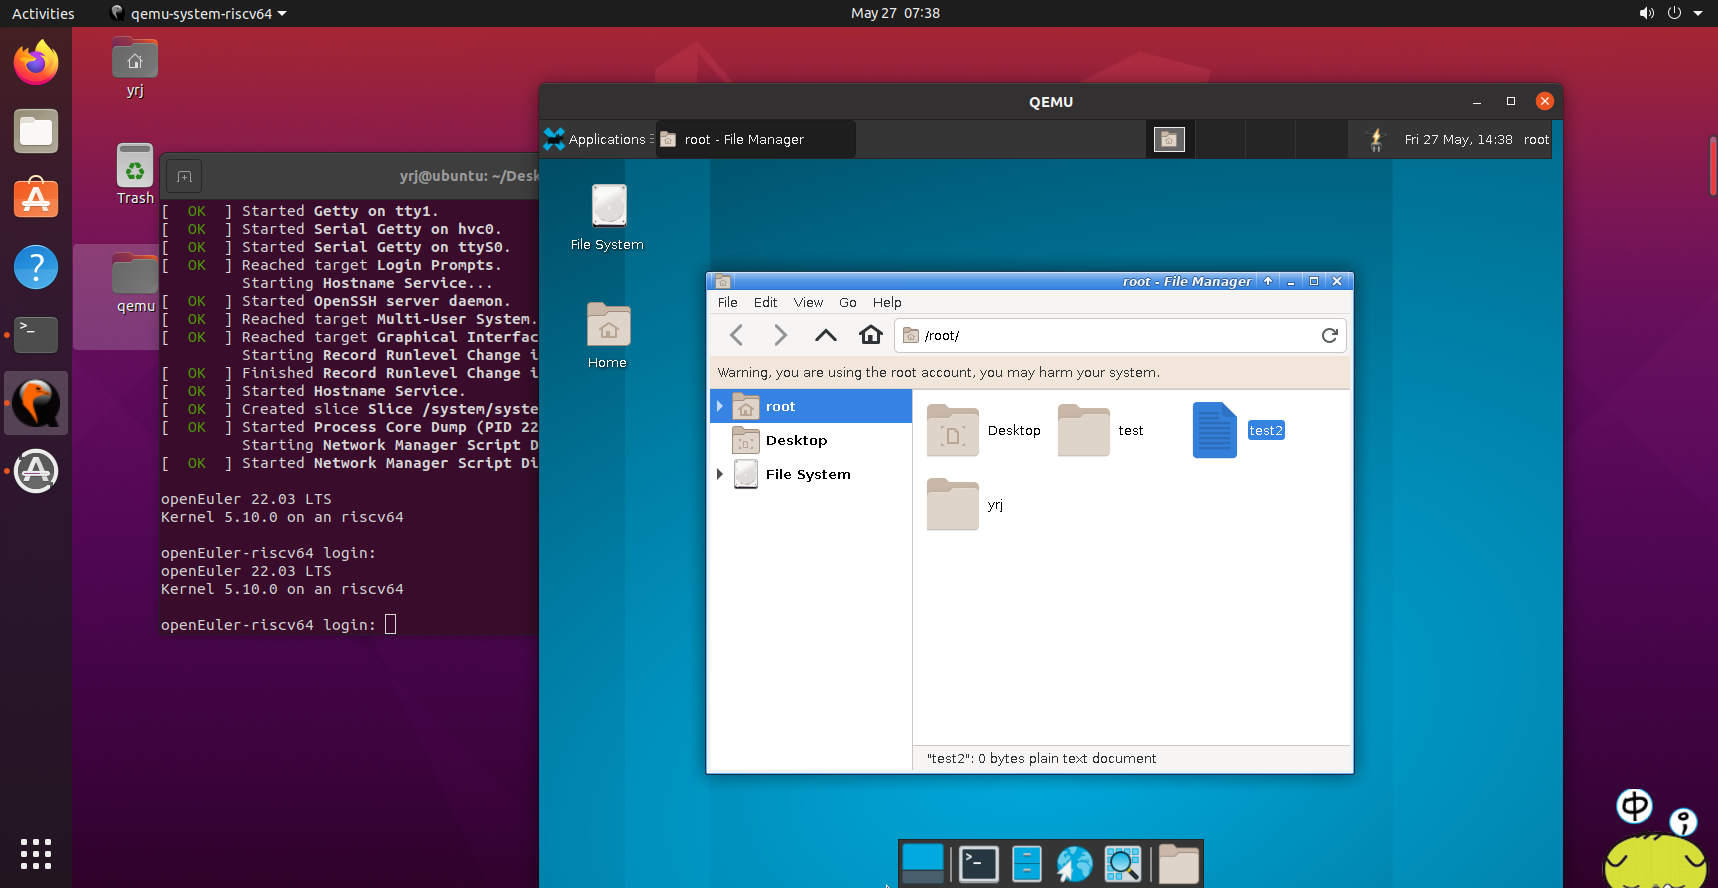 Activities
qemu-system-riscv64
May 27 07:38
yrj
Trash
qemu
yrj@ubuntu: ~/Desk
[  OK  ] Started Getty on tty1.
[  OK  ] Started Serial Getty on hvc0.
[  OK  ] Started Serial Getty on ttyS0.
[  OK  ] Reached target Login Prompts.
Starting Hostname Service...
[  OK  ] Started OpenSSH server daemon.
[  OK  ] Reached target Multi-User System.
[  OK  ] Reached target Graphical Interfac
Starting Record Runlevel Change i
[  OK  ] Finished Record Runlevel Change i
[  OK  ] Started Hostname Service.
[  OK  ] Created slice Slice /system/syste
[  OK  ] Started Process Core Dump (PID 22
Starting Network Manager Script D
[  OK  ] Started Network Manager Script Di
openEuler 22.03 LTS
Kernel 5.10.0 on an riscv64
openEuler-riscv64 login:
openEuler 22.03 LTS
Kernel 5.10.0 on an riscv64
openEuler-riscv64 login:
QEMU
Applications
root - File Manager
Fri 27 May, 14:38
root
File System
Home
root - File Manager
File Edit View Go Help
/root/
Warning, you are using the root account, you may harm your system.
root
Desktop
File System
Desktop
test
test2
yrj
"test2": 0 bytes plain text document
中
;